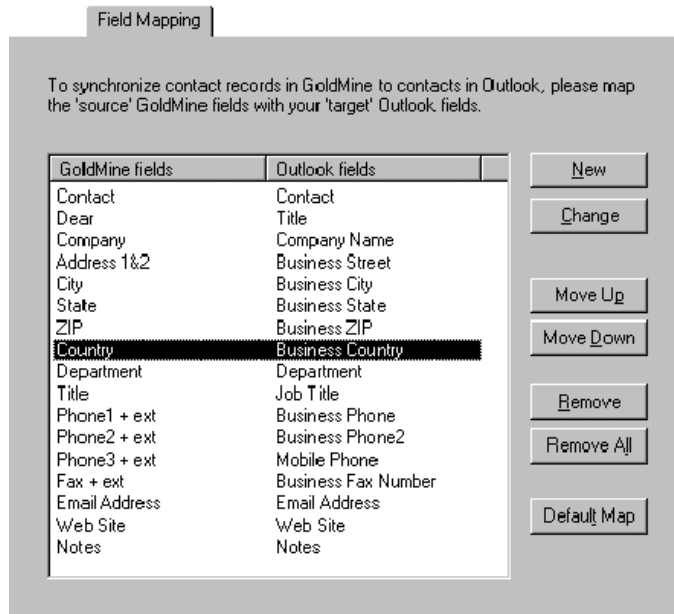 Field Mapping
To synchronize contact records in GoldMine to contacts in Outlook, please map
the 'source' GoldMine fields with your 'target' Outlook fields.
GoldMine fields Outlook fields
Contact Contact
Dear Title
Company Company Name
Address 1&2 Business Street
City Business City
State Business State
ZIP Business ZIP
Country Business Country
Department Department
Title Job Title
Phone1 + ext Business Phone
Phone2 + ext Business Phone2
Phone3 + ext Mobile Phone
Fax + ext Business Fax Number
Email Address Email Address
Web Site Web Site
Notes Notes
New
Change
Move Up
Move Down
Remove
Remove All
Default Map